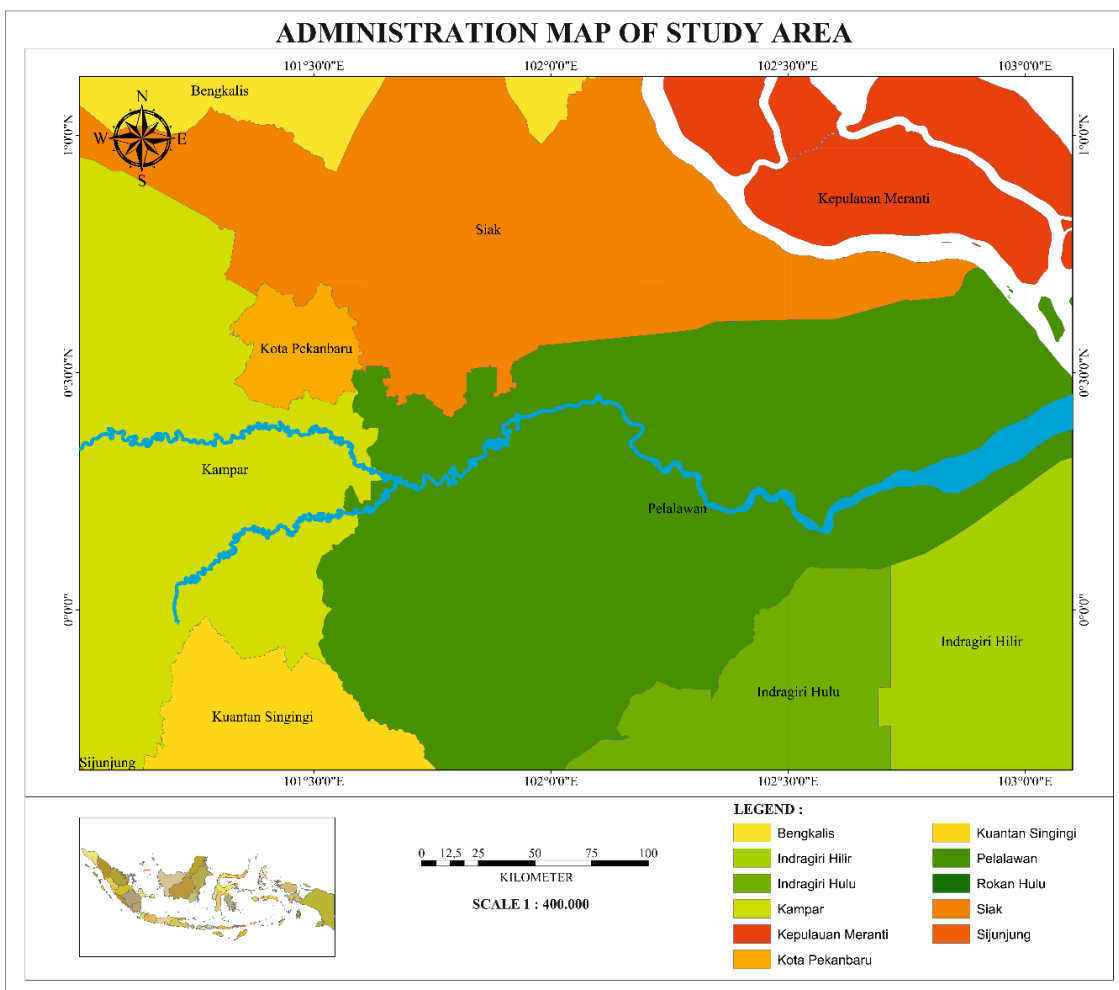 ADMINISTRATION MAP OF STUDY AREA
101°30'0"E
102°0'0"E
102°30'0"E
103°0'0"E
Bengkalis
N
W
E
S
1°0'0"N
1°0'0"N
Kepulauan Meranti
Siak
Kota Pekanbaru
0°30'0"N
0°30'0"N
Kampar
Pelalawan
0°0'0"
0°0'0"
Indragiri Hilir
Indragiri Hulu
Kuantan Singingi
Sijunjung
101°30'0"E
102°0'0"E
102°30'0"E
103°0'0"E
0 12,5 25 50 75 100
KILOMETER
SCALE 1 : 400.000
LEGEND :
Bengkalis
Indragiri Hilir
Indragiri Hulu
Kampar
Kepulauan Meranti
Kota Pekanbaru
Kuantan Singingi
Pelalawan
Rokan Hulu
Siak
Sijunjung